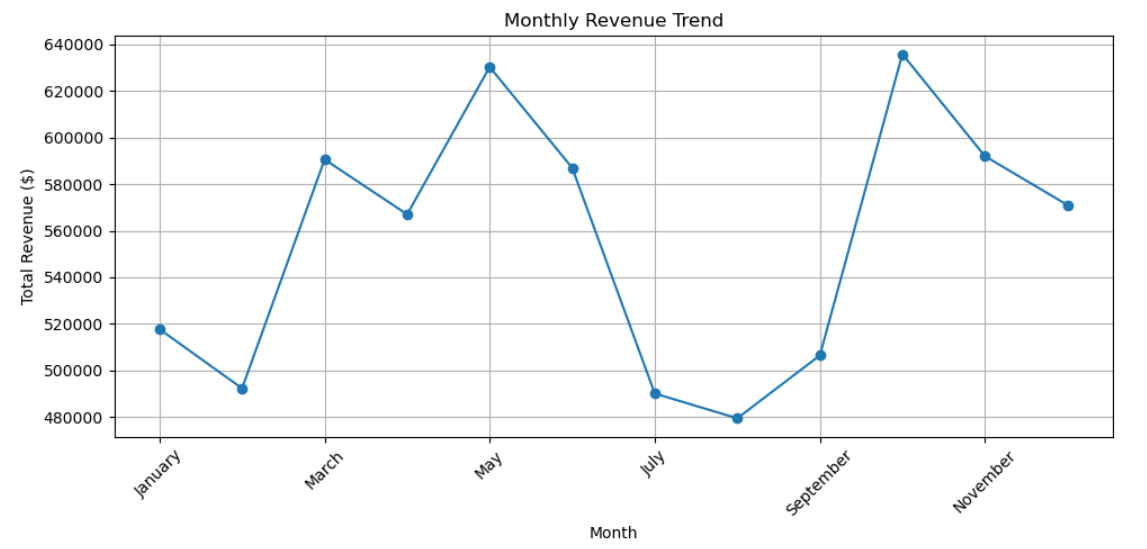 Monthly Revenue Trend
Total Revenue ($)
640000
620000
600000
580000
560000
540000
520000
500000
480000
January
March
May
July
September
November
Month